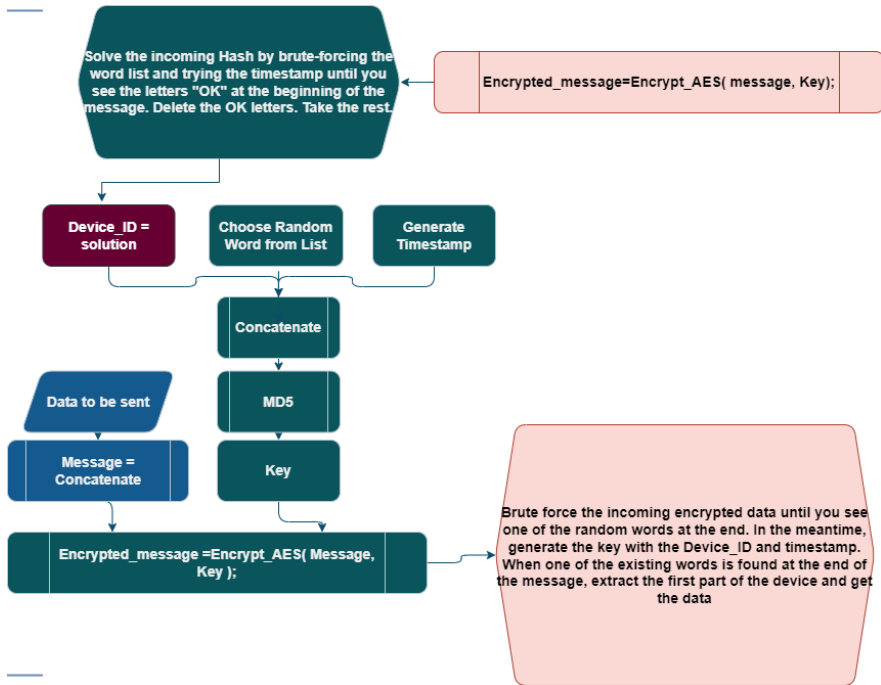 Solve the incoming Hash by brute-forcing the
word list and trying the timestamp until you
see the letters "OK" at the beginning of the
message. Delete the OK letters. Take the rest.
Encrypted_message=Encrypt_AES( message, Key);
Device_ID =
solution
Choose Random
Word from List
Generate
Timestamp
Concatenate
Data to be sent
MD5
Message =
Concatenate
Key
Encrypted_message =Encrypt_AES( Message,
Key );
Brute force the incoming encrypted data until you see
one of the random words at the end. In the meantime,
generate the key with the Device_ID and timestamp.
When one of the existing words is found at the end of
the message, extract the first part of the device and get
the data